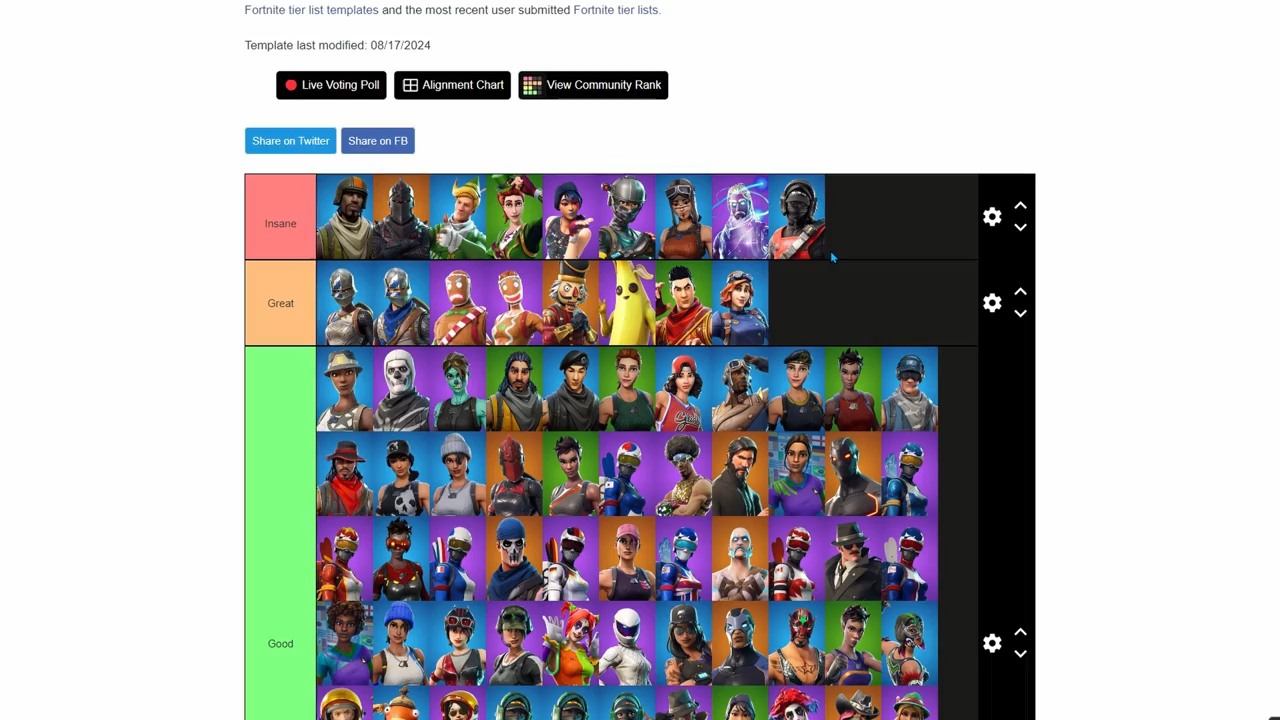 Fortnite tier list templates and the most recent user submitted Fortnite tier lists.
Template last modified: 08/17/2024
Live Voting Poll
Alignment Chart
View Community Rank
Share on Twitter
Share on FB
Insane
Great
Good